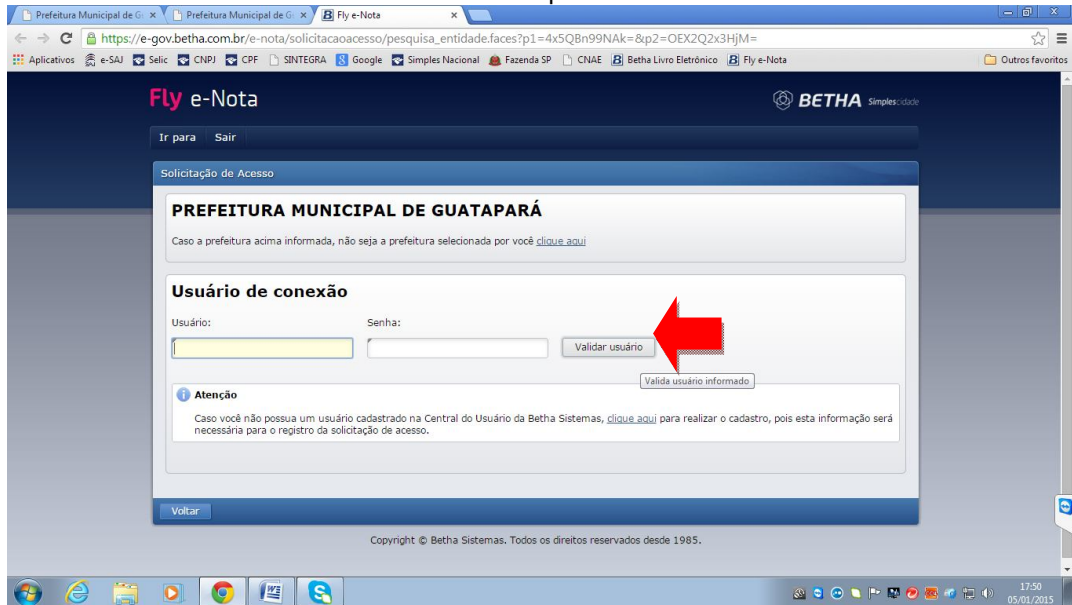 Prefeitura Municipal de G
Prefeitura Municipal de G
Fly e-Nota
https://e-gov.betha.com.br/e-nota/solicitacaoacesso/pesquisa_entidade.faces?p1=4x5QBn99NAk=&p2=OEX2Q2x3HjM=
Aplicativos e-SAJ Selic CNPJ CPF SINTEGRA Google Simples Nacional Fazenda SP CNAE Betha Livro Eletrônico Fly e-Nota Outros favoritos
Fly e-Nota
BETHA Simplescidade
Ir para Sair
Solicitação de Acesso
PREFEITURA MUNICIPAL DE GUATAPARÁ
Caso a prefeitura acima informada, não seja a prefeitura selecionada por você clique aqui
Usuário de conexão
Usuário: Senha:
Validar usuário
Valida usuário informado
Atenção
Caso você não possua um usuário cadastrado na Central do Usuário da Betha Sistemas, clique aqui para realizar o cadastro, pois esta informação será
necessária para o registro da solicitação de acesso.
Voltar
Copyright © Betha Sistemas. Todos os direitos reservados desde 1985.
17:50
05/01/2015